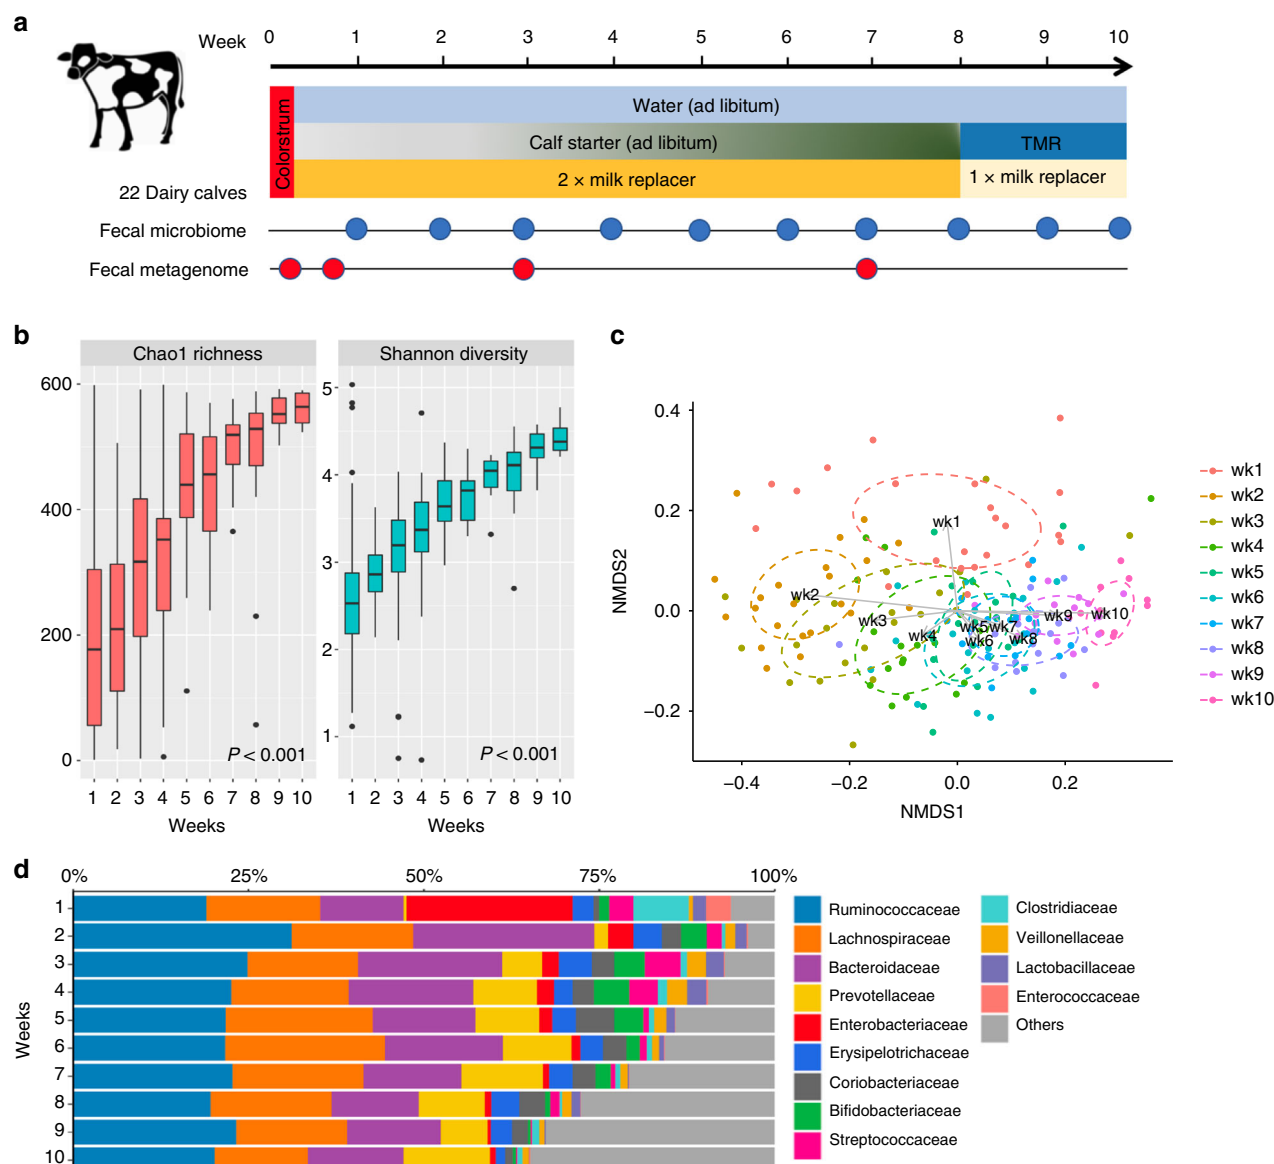 a
Week
0 1 2 3 4 5 6 7 8 9 10
Colorstrum
Water (ad libitum)
Calf starter (ad libitum)
TMR
2 × milk replacer
1 × milk replacer
22 Dairy calves
Fecal microbiome
Fecal metagenome
b
Chao1 richness
600
400
200
0
P < 0.001
1 2 3 4 5 6 7 8 9 10
Weeks
Shannon diversity
5
4
3
2
1
P < 0.001
1 2 3 4 5 6 7 8 9 10
Weeks
c
NMDS2
0.4
0.2
0.0
−0.2
−0.4 −0.2 0.0 0.2
NMDS1
wk1
wk2
wk3
wk4
wk5
wk6
wk7
wk8
wk9
wk10
wk1
wk2
wk3
wk4
wk5
wk6
wk7
wk8
wk9
wk10
d
0% 25% 50% 75% 100%
Weeks
1
2
3
4
5
6
7
8
9
10
Ruminococcaceae
Lachnospiraceae
Bacteroidaceae
Prevotellaceae
Enterobacteriaceae
Erysipelotrichaceae
Coriobacteriaceae
Bifidobacteriaceae
Streptococcaceae
Clostridiaceae
Veillonellaceae
Lactobacillaceae
Enterococcaceae
Others